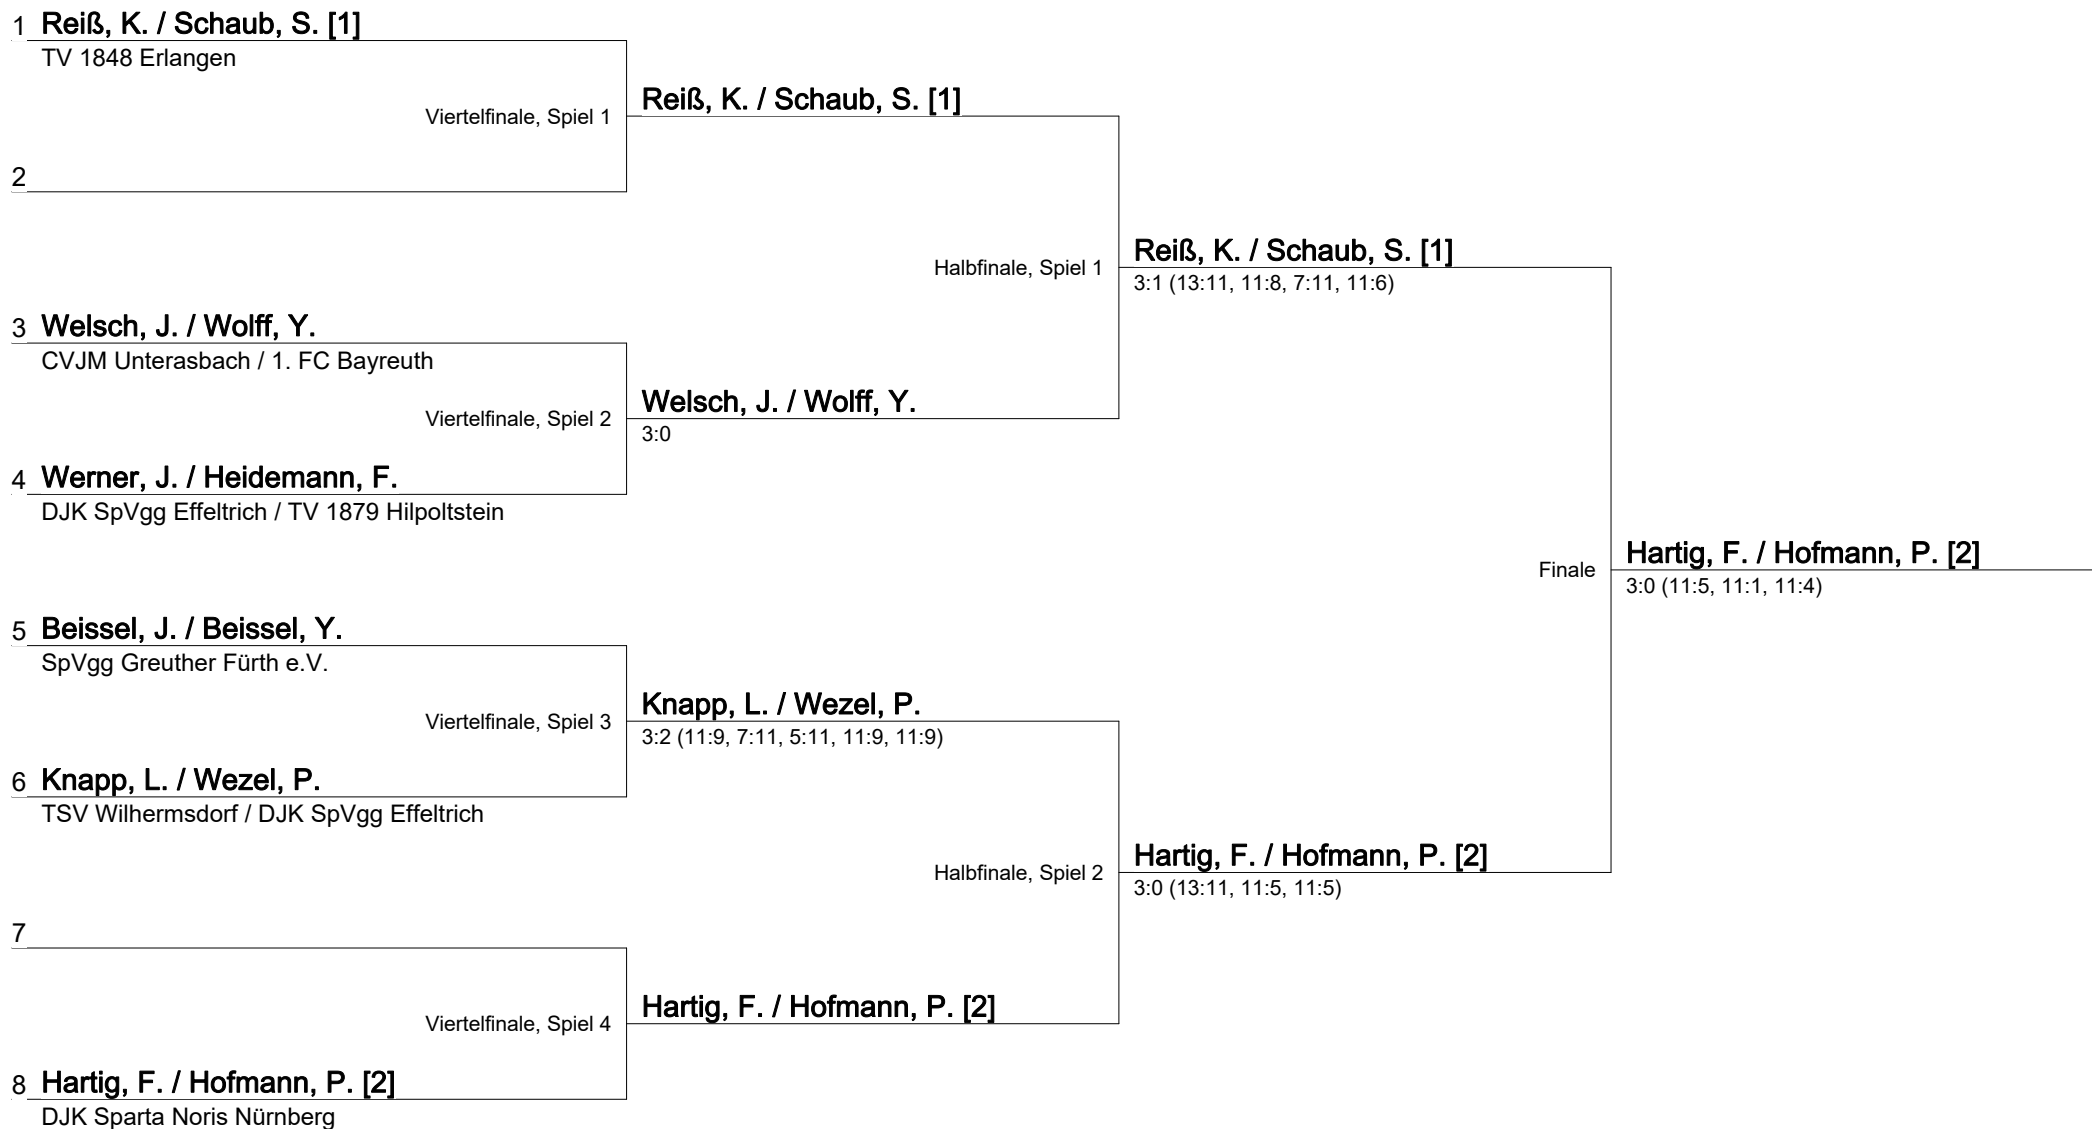 1 Reiß, K. / Schaub, S. [1]
TV 1848 Erlangen
Viertelfinale, Spiel 1
Reiß, K. / Schaub, S. [1]
2
Halbfinale, Spiel 1
Reiß, K. / Schaub, S. [1]
3:1 (13:11, 11:8, 7:11, 11:6)
3 Welsch, J. / Wolff, Y.
CVJM Unterasbach / 1. FC Bayreuth
Viertelfinale, Spiel 2
Welsch, J. / Wolff, Y.
3:0
4 Werner, J. / Heidemann, F.
DJK SpVgg Effeltrich / TV 1879 Hilpoltstein
Finale
Hartig, F. / Hofmann, P. [2]
3:0 (11:5, 11:1, 11:4)
5 Beissel, J. / Beissel, Y.
SpVgg Greuther Fürth e.V.
Viertelfinale, Spiel 3
Knapp, L. / Wezel, P.
3:2 (11:9, 7:11, 5:11, 11:9, 11:9)
6 Knapp, L. / Wezel, P.
TSV Wilhermsdorf / DJK SpVgg Effeltrich
Halbfinale, Spiel 2
Hartig, F. / Hofmann, P. [2]
3:0 (13:11, 11:5, 11:5)
7
Viertelfinale, Spiel 4
Hartig, F. / Hofmann, P. [2]
8 Hartig, F. / Hofmann, P. [2]
DJK Sparta Noris Nürnberg